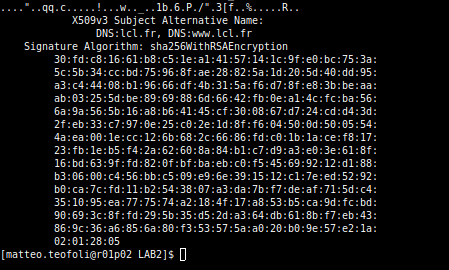 ...."..qq.c.....!...w.._..1b.6.P./".3[f..%.....R..
X509v3 Subject Alternative Name:
DNS:lcl.fr, DNS:www.lcl.fr
Signature Algorithm: sha256WithRSAEncryption
30:fd:c8:16:61:b8:c5:1e:a1:41:57:14:1c:9f:e0:bc:75:3a:
5c:5b:34:cc:bd:75:96:8f:ae:28:82:5a:1d:20:5d:40:dd:95:
a3:c4:44:08:b1:96:66:df:4b:31:5a:f6:d7:8f:e8:3b:be:aa:
ab:03:25:5d:be:89:69:88:6d:66:42:fb:0e:a1:4c:fc:ba:56:
6a:9a:56:5b:16:a8:b6:41:45:cf:30:08:67:d7:24:cd:d4:3d:
2f:eb:33:c7:97:0e:25:c0:2e:1d:8f:f6:04:50:0d:50:05:54:
4a:ea:00:1e:cc:12:6b:68:2c:66:86:fd:c0:1b:1a:ce:f8:17:
23:fb:1e:b5:f4:2a:62:60:8a:84:b1:c7:d9:a3:e0:3e:61:8f:
16:bd:63:9f:fd:82:0f:bf:ba:eb:c0:f5:45:69:92:12:d1:88:
b3:06:00:c4:56:bb:c5:09:e9:6e:39:15:12:c1:7e:ed:52:92:
b0:ca:7c:fd:11:b2:54:38:07:a3:da:7b:f7:de:af:71:5d:c4:
35:10:95:ea:77:75:74:a2:18:4f:17:a8:53:b5:ca:9d:fc:bd:
90:69:3c:8f:fd:29:5b:35:d5:2d:a3:64:db:61:8b:f7:eb:43:
86:9c:36:a6:85:6a:80:f3:53:57:5a:a0:20:b0:9e:57:e2:1a:
02:01:28:05
[matteo.teofoli@r01p02 LAB2]$